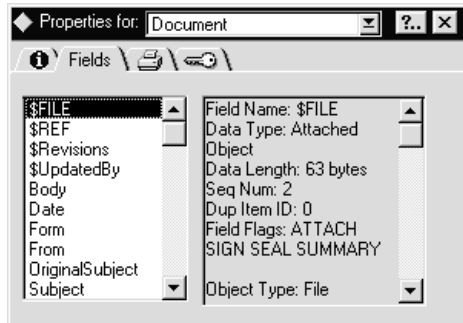 Properties for: Document
?..
Fields
$FILE
$REF
$Revisions
$UpdatedBy
Body
Date
Form
From
OriginalSubject
Subject
Field Name: $FILE
Data Type: Attached
Object
Data Length: 63 bytes
Seq Num: 2
Dup Item ID: 0
Field Flags: ATTACH
SIGN SEAL SUMMARY
Object Type: File